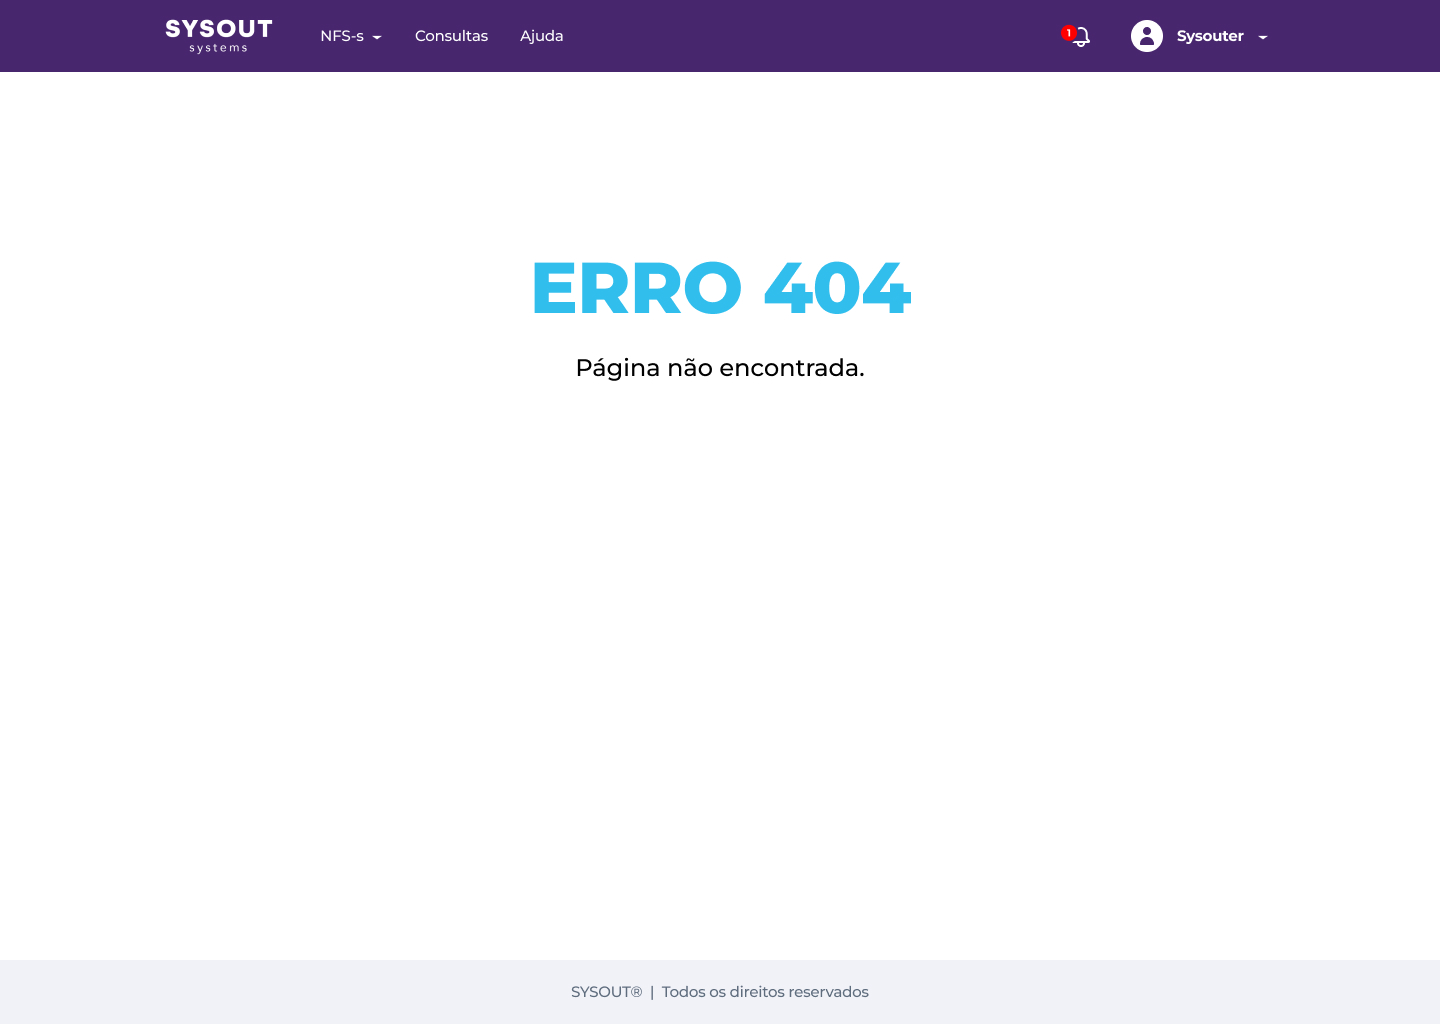 SYSOUT
systems
NFS-s
Consultas
Ajuda
1
Sysouter
ERRO 404
Página não encontrada.
SYSOUT® | Todos os direitos reservados